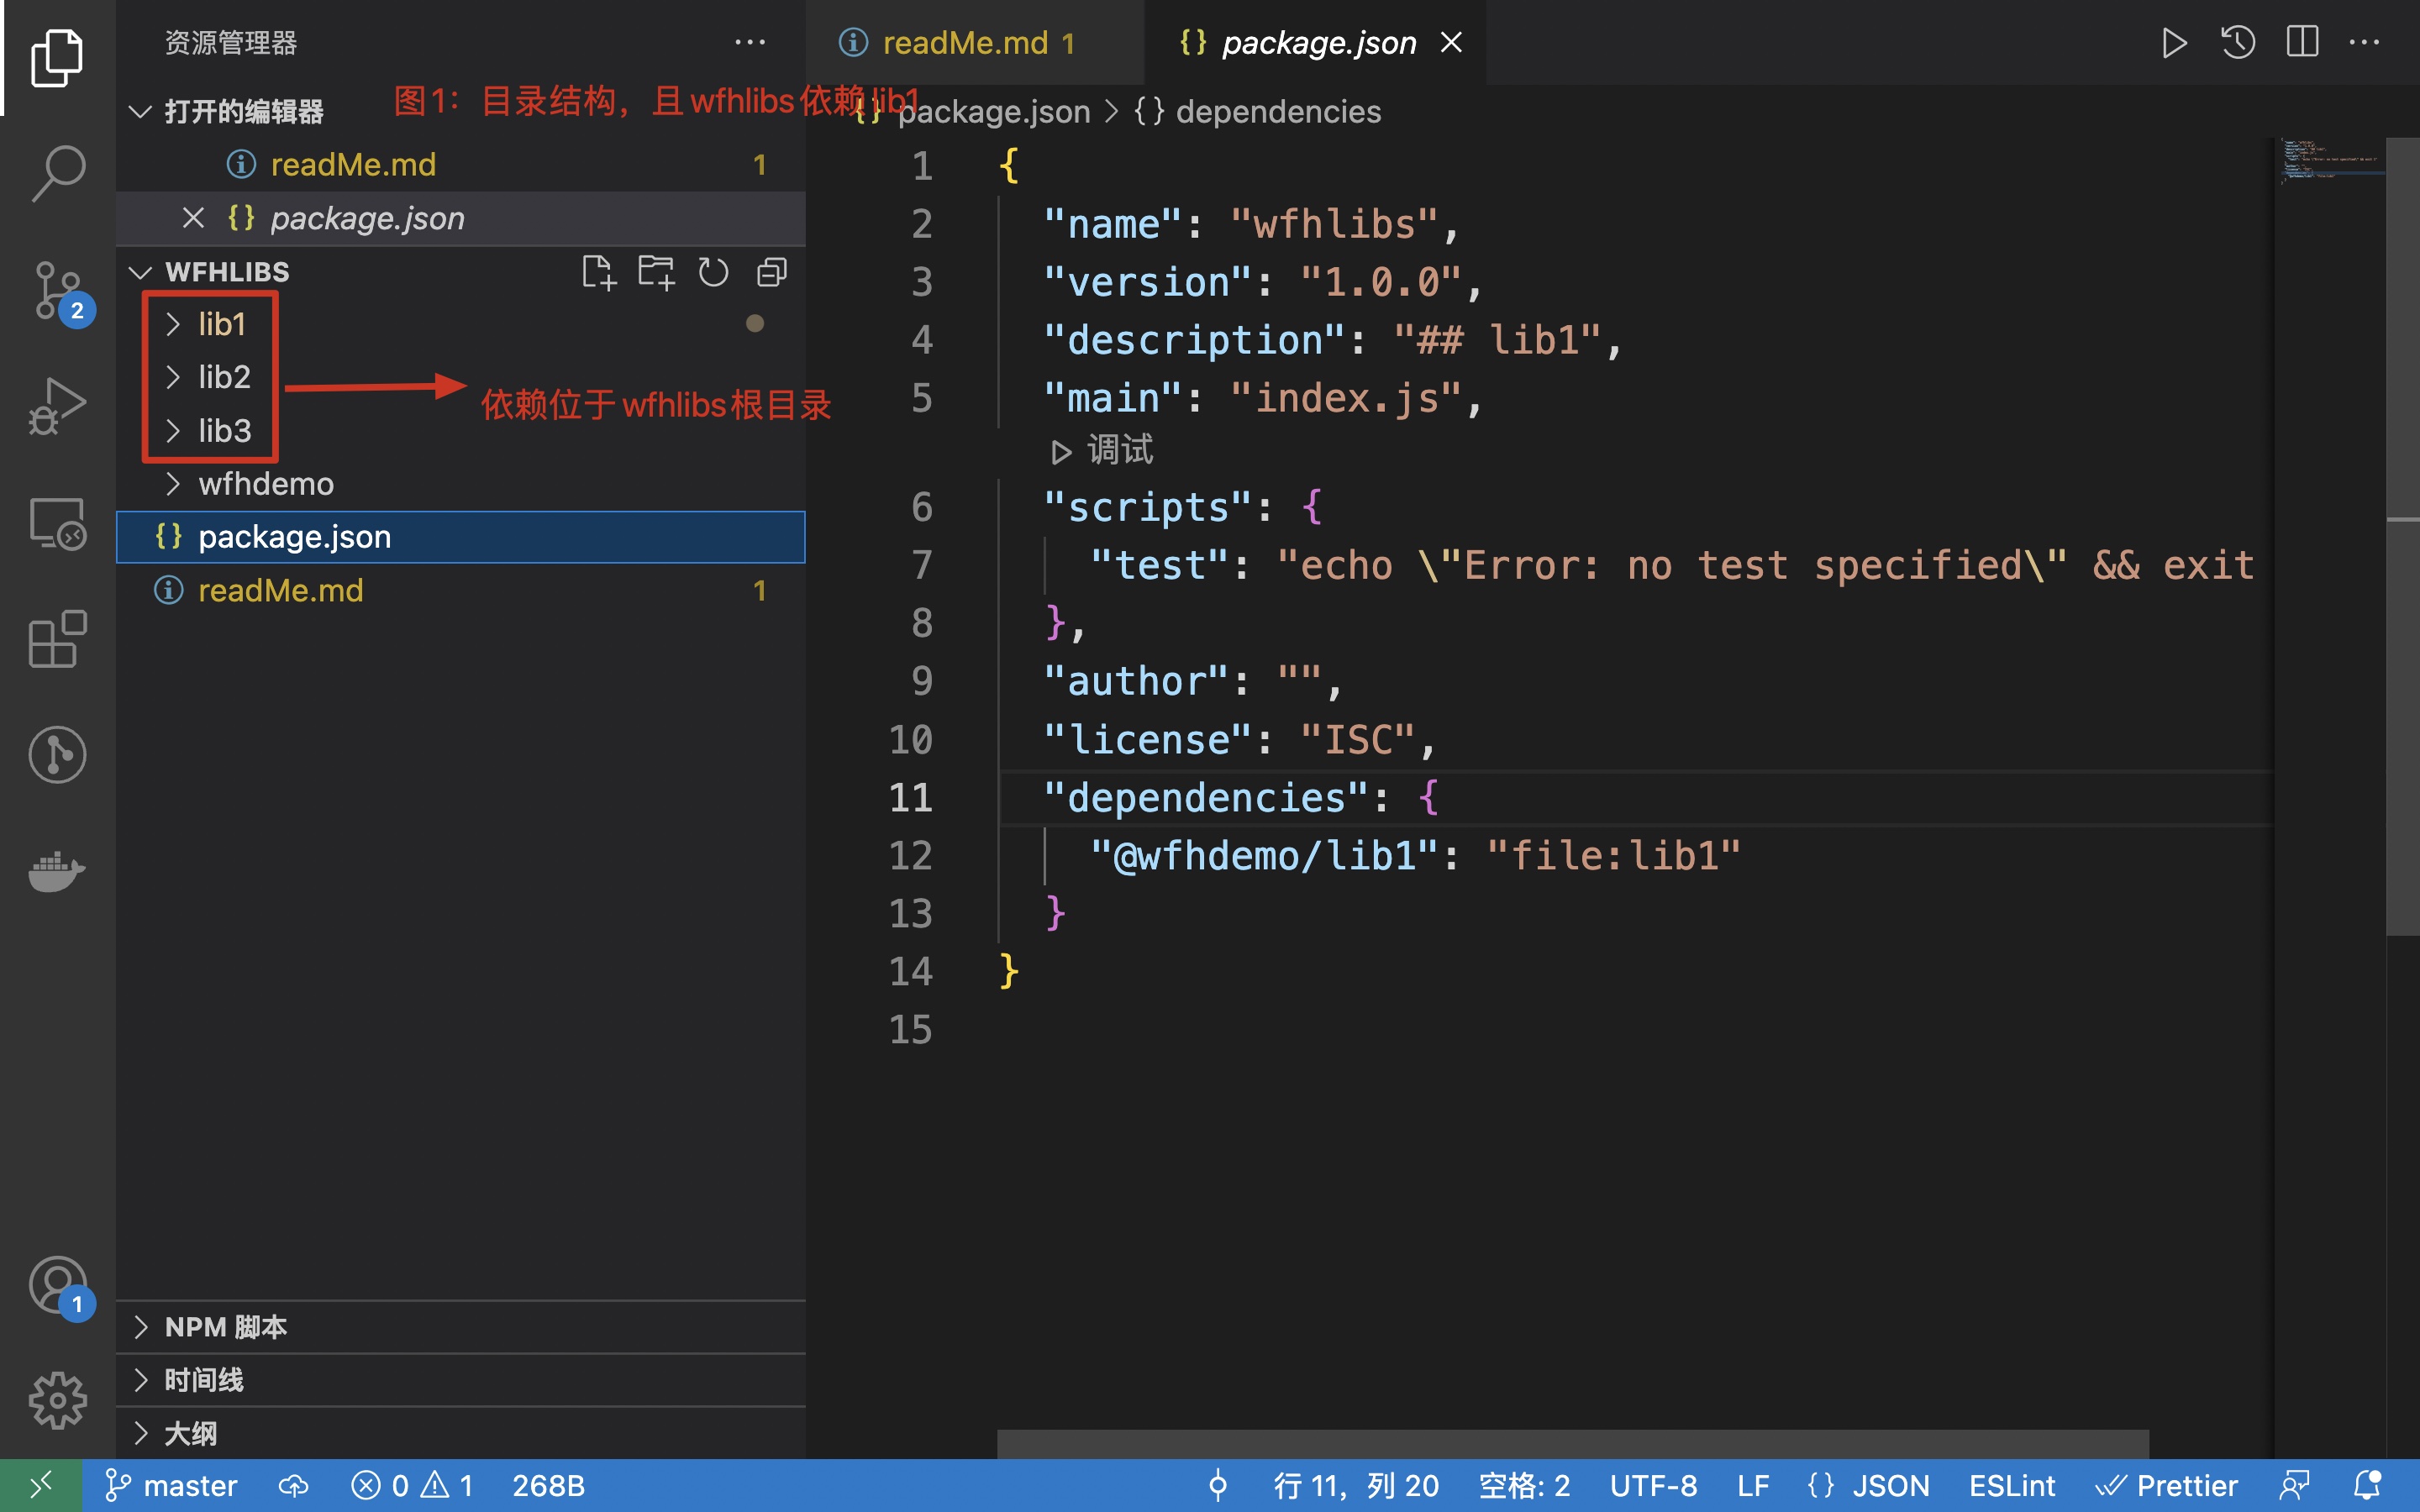 资源管理器
readMe.md 1
package.json
图1：目录结构，且wfhlibs依赖lib1
打开的编辑器
readMe.md 1
package.json
WFHLIBS
lib1
lib2
lib3
依赖位于wfhlibs根目录
wfhdemo
package.json
readMe.md 1
NPM 脚本
时间线
大纲
package.json > {} dependencies
1 {
2 "name": "wfhlibs",
3 "version": "1.0.0",
4 "description": "## lib1",
5 "main": "index.js",
调试
6 "scripts": {
7 "test": "echo \"Error: no test specified\" && exit
8 },
9 "author": "",
10 "license": "ISC",
11 "dependencies": {
12 "@wfhdemo/lib1": "file:lib1"
13 }
14 }
15
2
1
master 0 1 268B 行 11，列 20 空格: 2 UTF-8 LF {} JSON ESLint Prettier